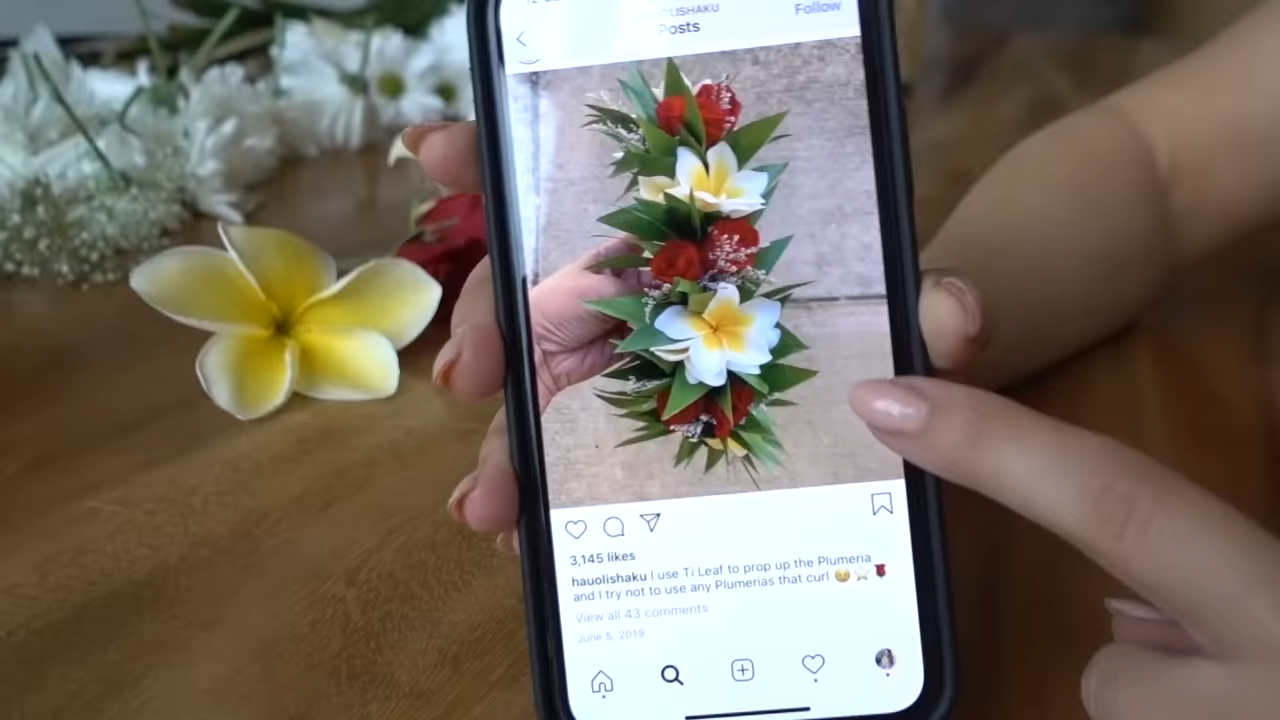 Posts
Follow
3,145 likes
hauolishaku I use Ti Leaf to prop up the Plumeria
and I try not to use any Plumerias that curl 😢 🌟 🌹
View all 43 comments
June 5, 2019